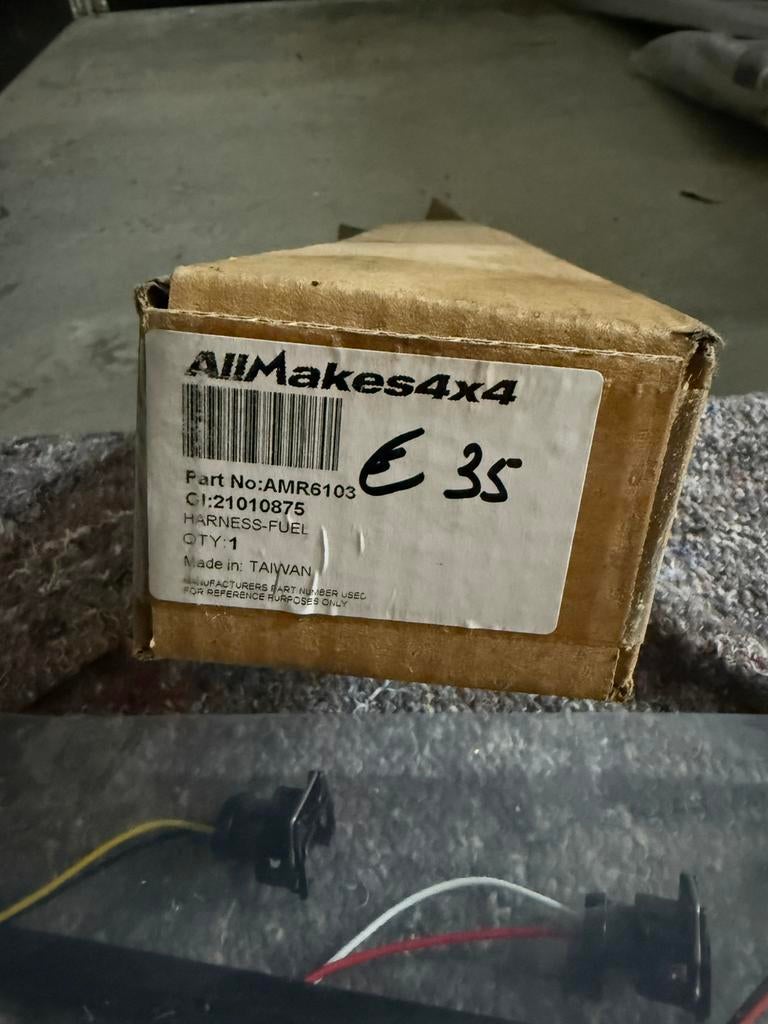 AllMakes4x4
€ 35
Part No:AMR6103
GI:21010875
HARNESS-FUEL
QTY:1
Made in: TAIWAN
MANUFACTURERS PART NUMBER USED
FOR REFERENCE PURPOSES ONLY